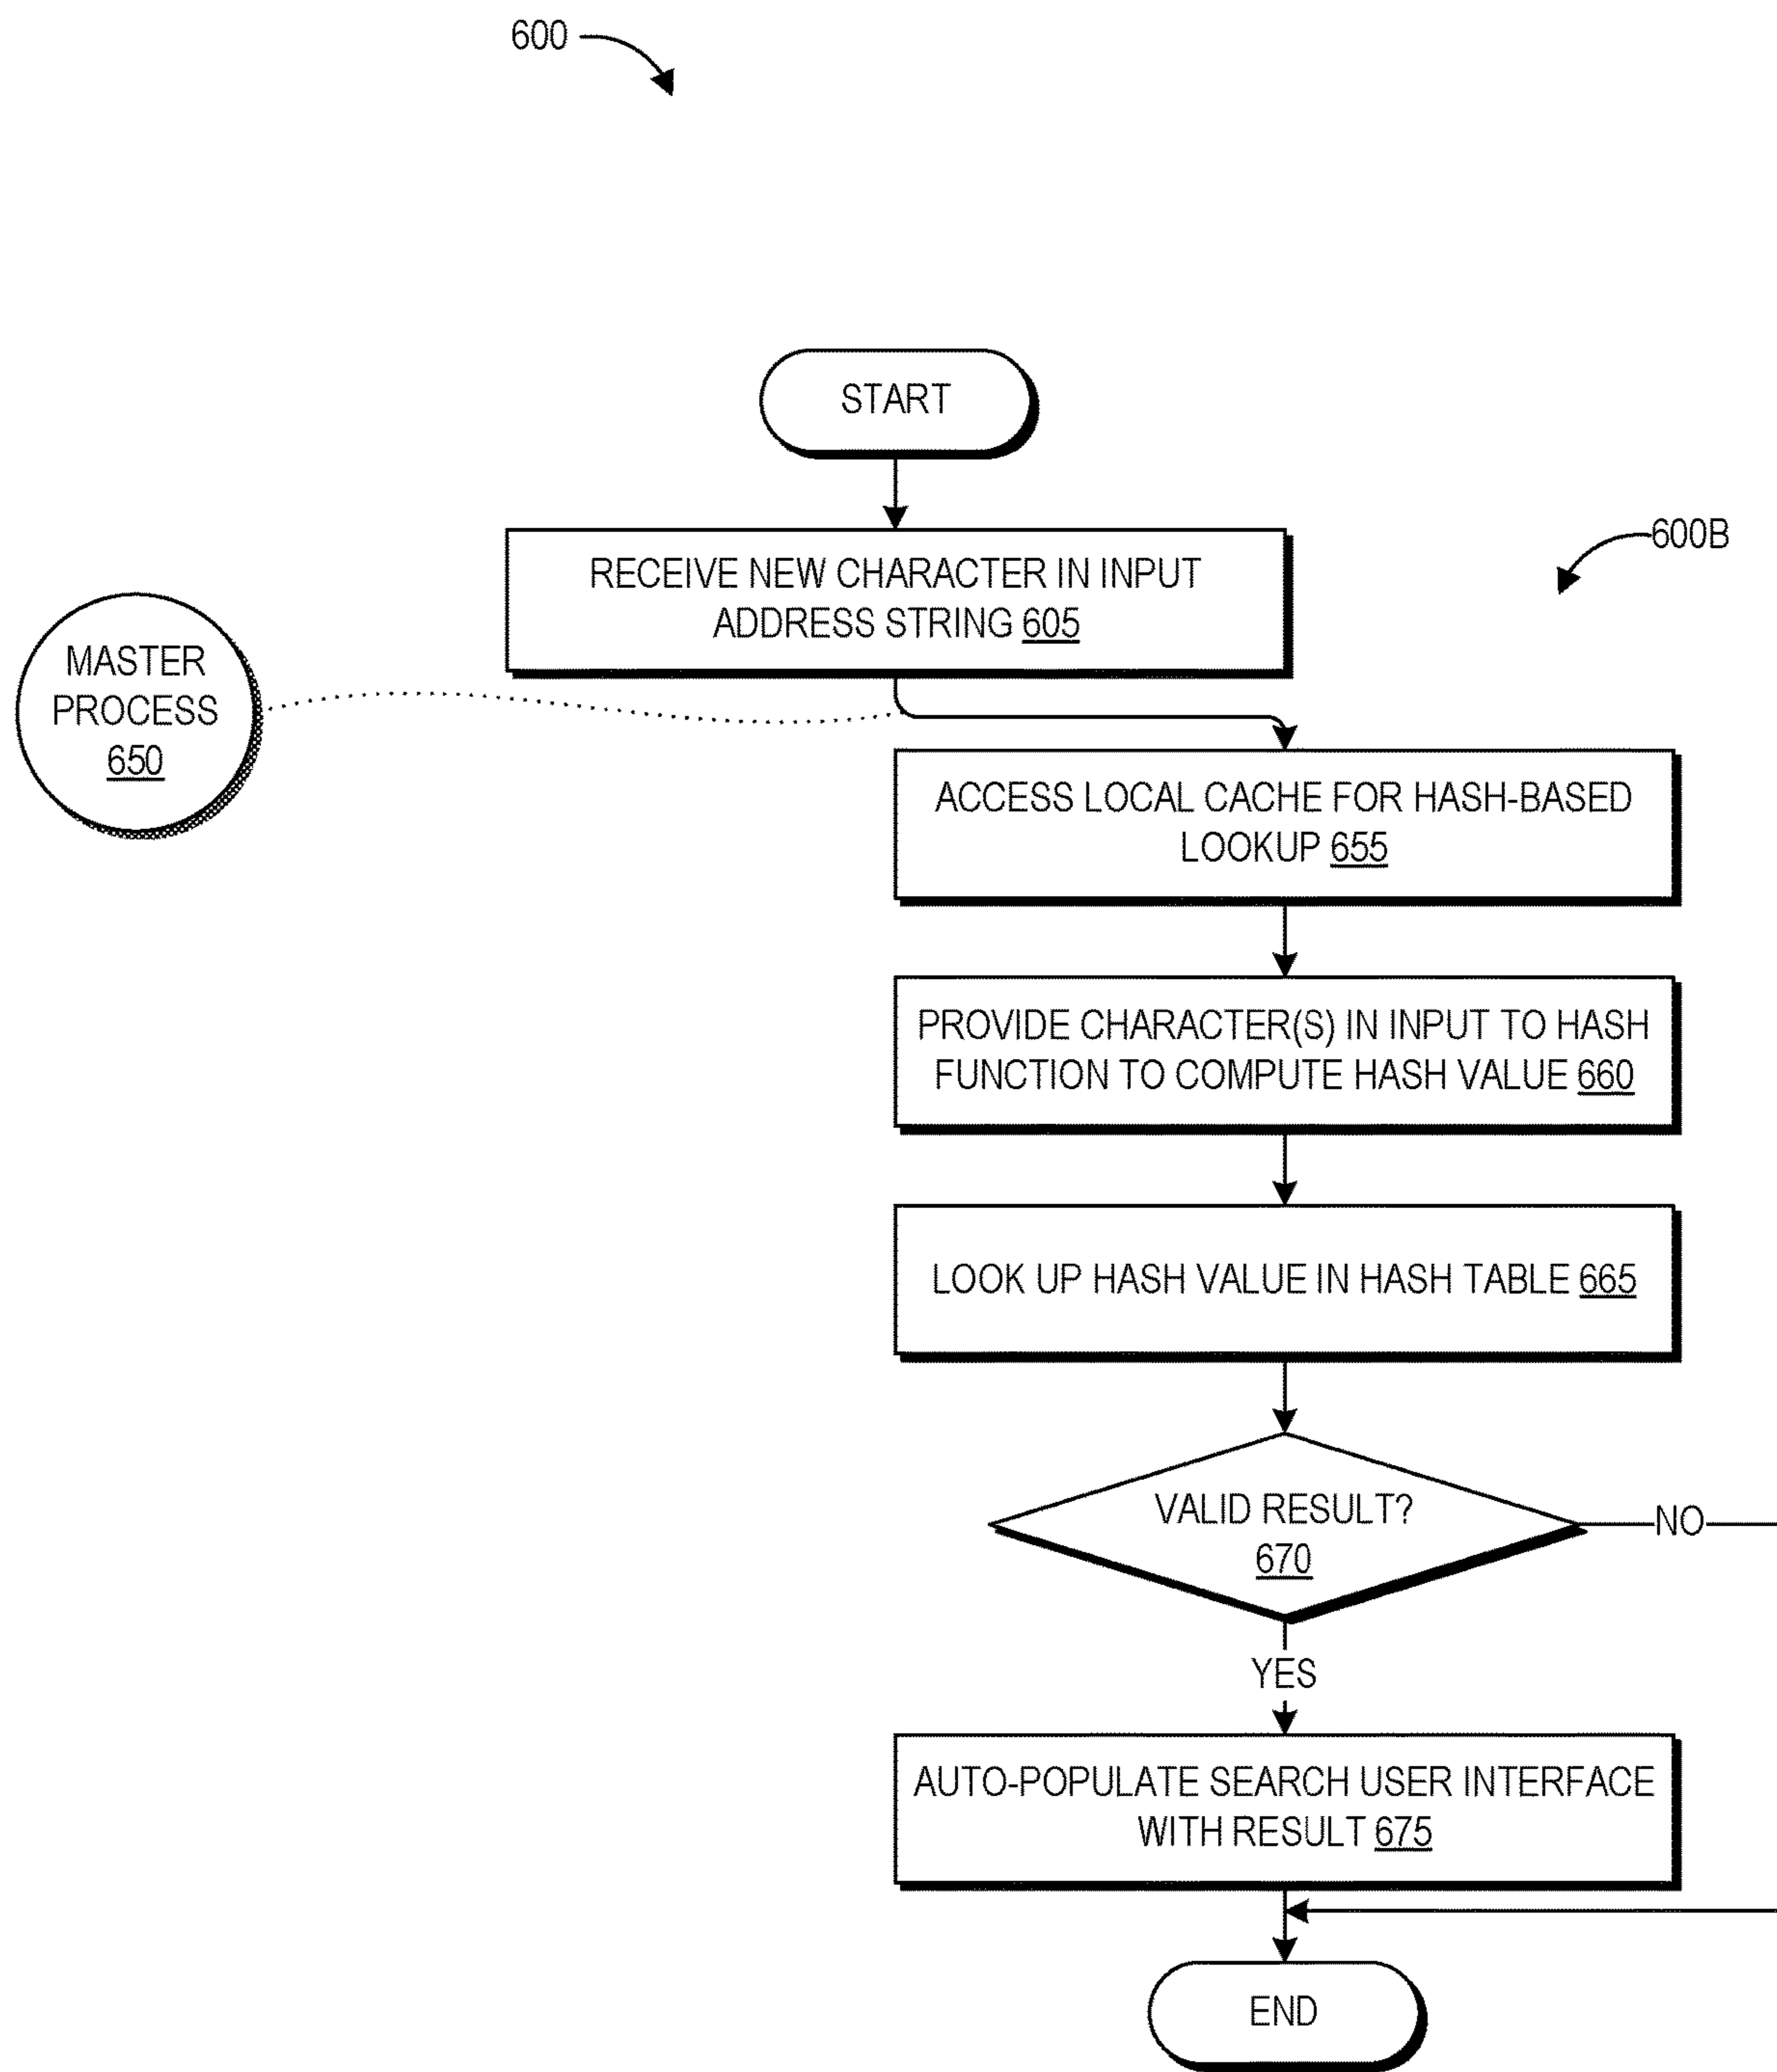 600
START
600B
RECEIVE NEW CHARACTER IN INPUT
ADDRESS STRING 605
MASTER
PROCESS
650
ACCESS LOCAL CACHE FOR HASH-BASED
LOOKUP 655
PROVIDE CHARACTER(S) IN INPUT TO HASH
FUNCTION TO COMPUTE HASH VALUE 660
LOOK UP HASH VALUE IN HASH TABLE 665
VALID RESULT?
670
NO
YES
AUTO-POPULATE SEARCH USER INTERFACE
WITH RESULT 675
END